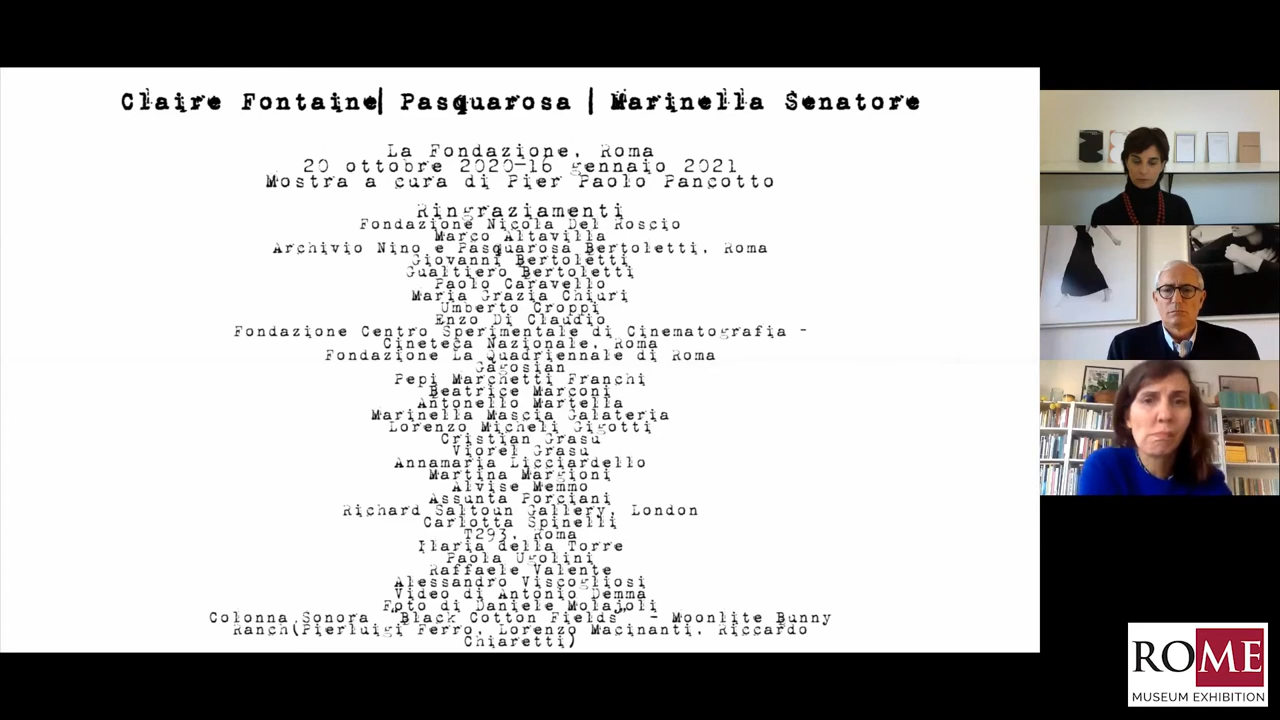 Claire Fontaine| Pasquarosa | Marinella Senatore
La Fondazione, Roma
20 ottobre 2020-16 gennaio 2021
Mostra a cura di Pier Paolo Pancotto
Ringraziamenti
Fondazione Nicola Del Roscio
Marco Altavilla
Archivio Nino e Pasquarosa Bertoletti, Roma
Giovanni Bertoletti
Gualtiero Bertoletti
Paolo Caravello
Maria Grazia Chiuri
Umberto Croppi
Enzo Di Claudio
Fondazione Centro Sperimentale di Cinematografia -
Cineteca Nazionale, Roma
Fondazione La Quadriennale di Roma
Gagosian
Pepi Marchetti Franchi
Beatrice Marconi
Antonello Martella
Marinella Mascia Galateria
Lorenzo Micheli Gigotti
Cristian Grasu
Viorel Grasu
Annamaria Licciardello
Martina Margioni
Alvise Memmo
Assunta Porciani
Richard Saltoun Gallery, London
Carlotta Spinelli
T293, Roma
Ilaria della Torre
Paola Ugolini
Raffaele Valente
Alessandro Viscogliosi
Video di Antonio Demma
Foto di Daniele Molajoli
Colonna Sonora "Black Cotton Fields" - Moonlite Bunny
Ranch(Pierluigi Ferro, Lorenzo Macinanti, Riccardo
Chiaretti)
ROME
MUSEUM EXHIBITION